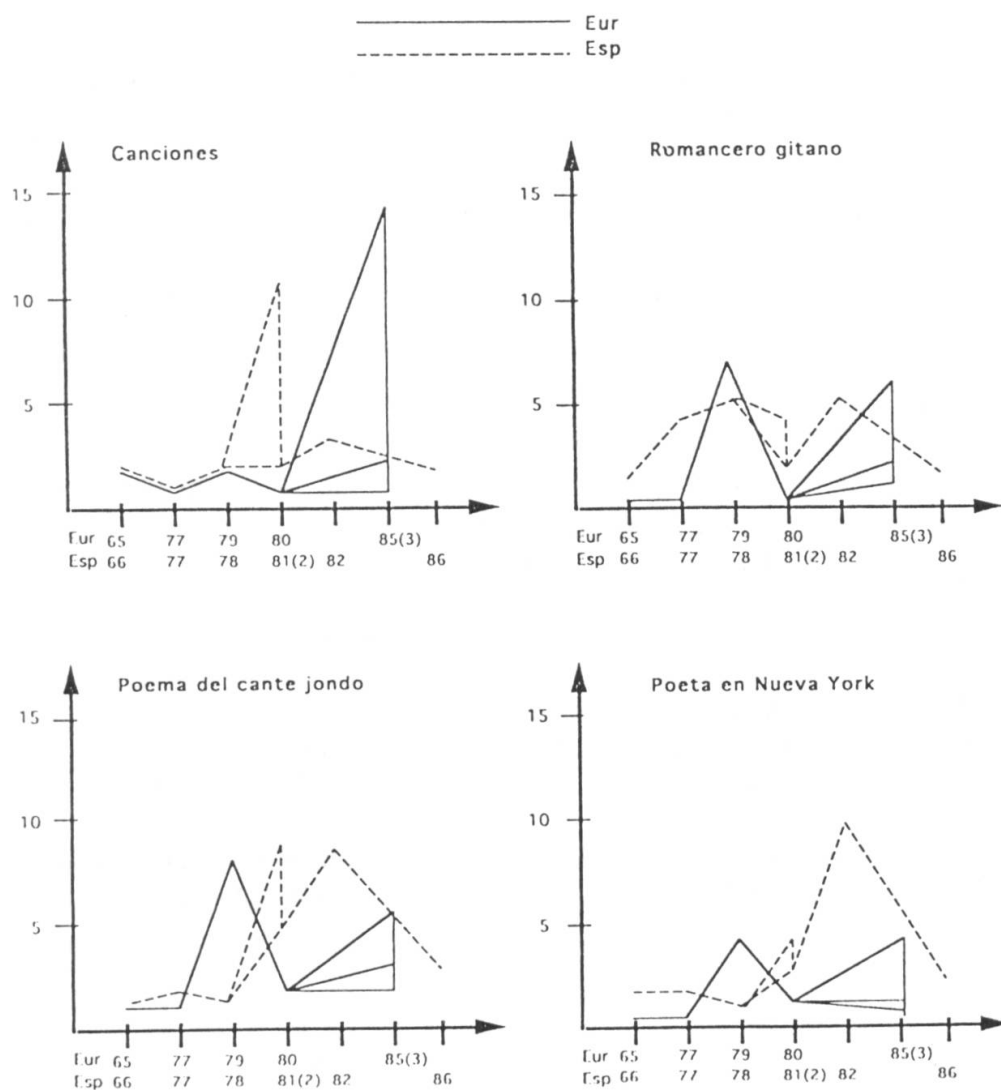 Eur
Esp
Canciones
15
10
5
Eur 65 77 79 80 85(3)
Esp 66 77 78 81(2) 82 86
Romancero gitano
15
10
5
Eur 65 77 79 80 85(3)
Esp 66 77 78 81(2) 82 86
Poema del cante jondo
15
10
5
Eur 65 77 79 80 85(3)
Esp 66 77 78 81(2) 82 86
Poeta en Nueva York
15
10
5
Eur 65 77 79 80 85(3)
Esp 66 77 78 81(2) 82 86